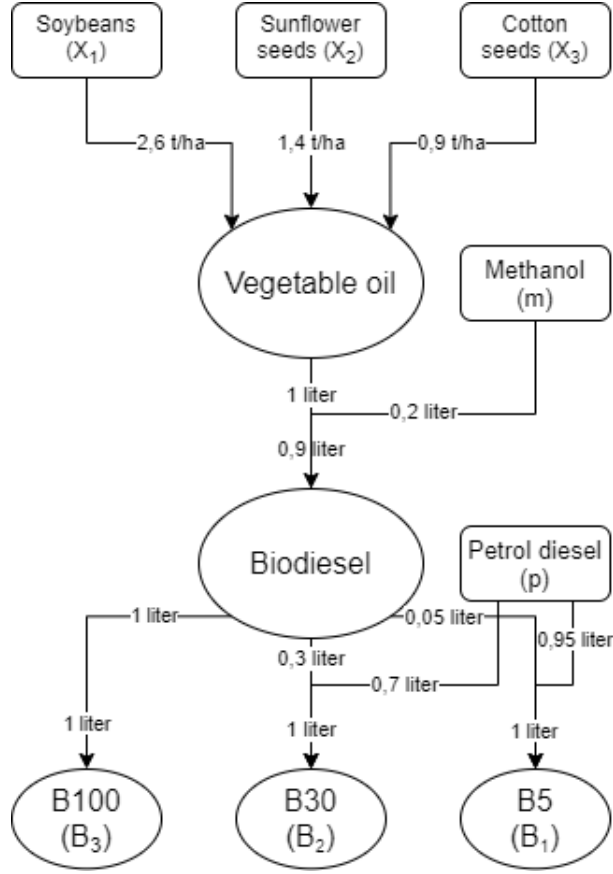 Soybeans
(X₁)
Sunflower
seeds (X₂)
Cotton
seeds (X₃)
2,6 t/ha
1,4 t/ha
0,9 t/ha
Vegetable oil
Methanol
(m)
1 liter
0,2 liter
0,9 liter
Biodiesel
Petrol diesel
(p)
1 liter
0,05 liter
0,95 liter
0,3 liter
0,7 liter
1 liter
1 liter
1 liter
B100
(B₃)
B30
(B₂)
B5
(B₁)